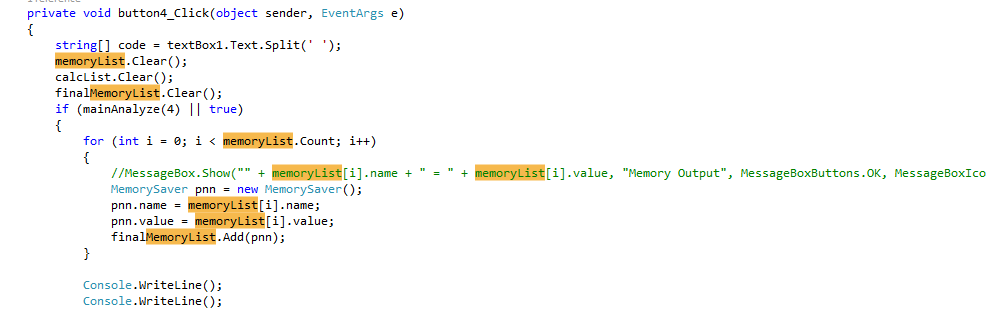 1 reference
private void button4_Click(object sender, EventArgs e)
{
string[] code = textBox1.Text.Split(' ');
memoryList.Clear();
calcList.Clear();
finalMemoryList.Clear();
if (mainAnalyze(4) || true)
{
for (int i = 0; i < memoryList.Count; i++)
{
//MessageBox.Show("" + memoryList[i].name + " = " + memoryList[i].value, "Memory Output", MessageBoxButtons.OK, MessageBoxIco
MemorySaver pnn = new MemorySaver();
pnn.name = memoryList[i].name;
pnn.value = memoryList[i].value;
finalMemoryList.Add(pnn);
}
Console.WriteLine();
Console.WriteLine();